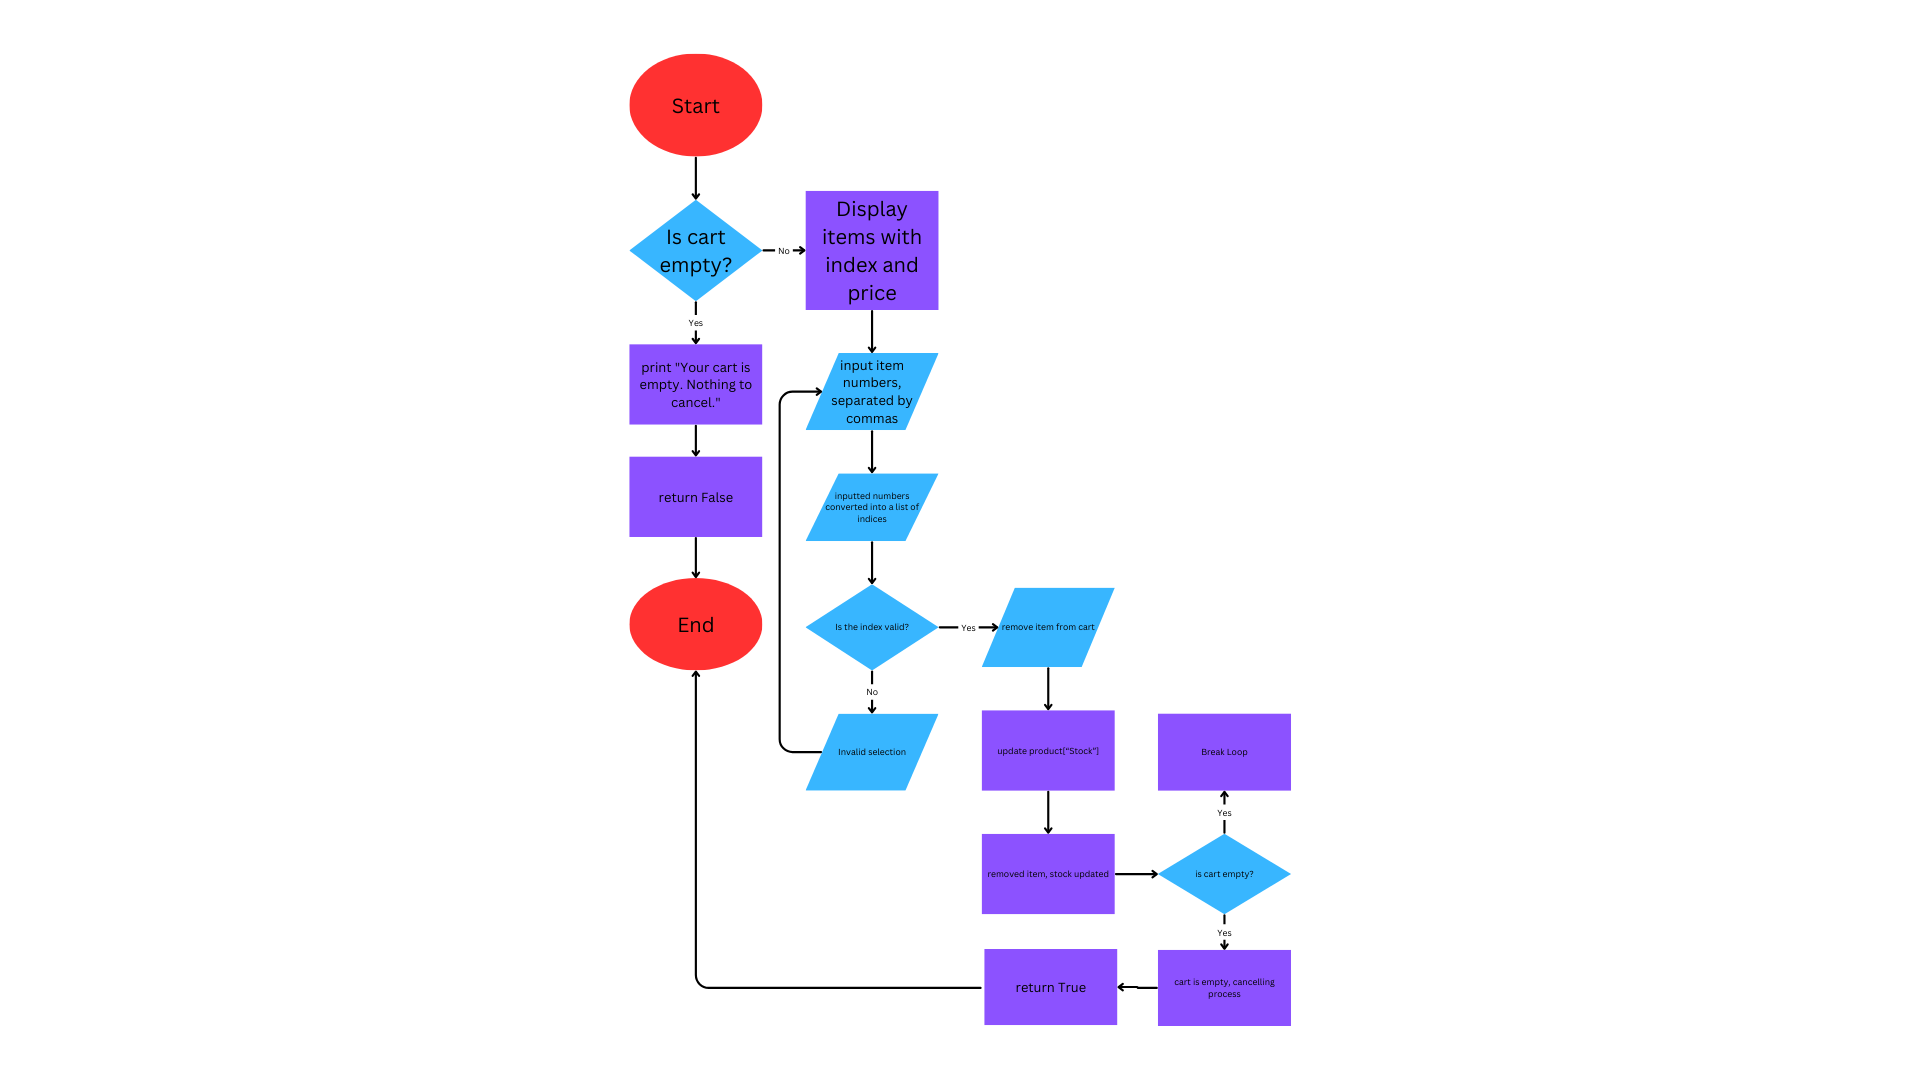 Start
Is cart
empty?
No
Display
items with
index and
price
Yes
print "Your cart is
empty. Nothing to
cancel."
input item
numbers,
separated by
commas
return False
inputted numbers
converted into a list of
indices
End
Is the index valid?
Yes
remove item from cart
No
Invalid selection
update product["Stock"]
Break Loop
Yes
removed item, stock updated
is cart empty?
Yes
cart is empty, cancelling
process
return True